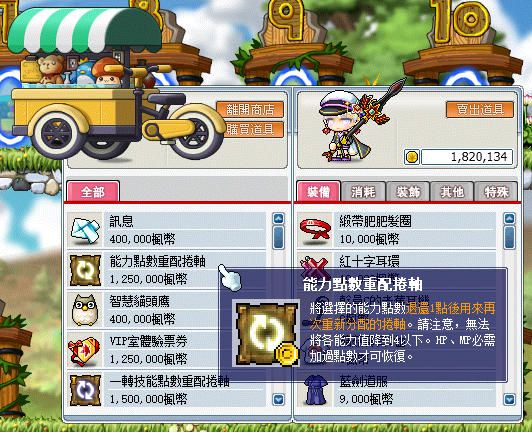 9
10
離開商店
購買道具
賣出道具
1,820,134
全部
裝備
消耗
裝飾
其他
特殊
訊息
400,000楓幣
能力點數重配捲軸
1,250,000楓幣
智慧貓頭鷹
400,000楓幣
VIP室體驗票券
1,250,000楓幣
一轉技能點數重配捲軸
1,500,000楓幣
緞帶肥肥髮圈
10,000楓幣
紅十字耳環
藍劍道服
9,000楓幣
能力點數重配捲軸
將選擇的能力點數退還1點後用來再
次重新分配的捲軸。請注意，無法
將各能力值降到4以下。HP、MP必需
加過點數才可恢復。